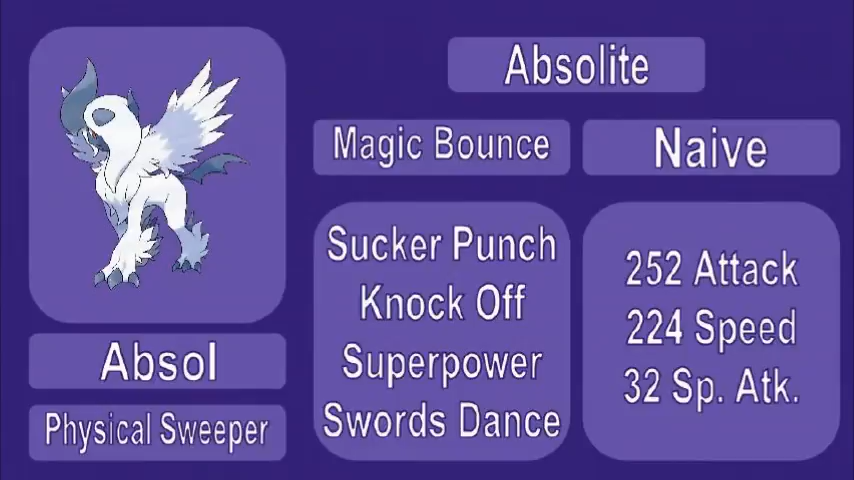 Absolite
Magic Bounce
Naive
Sucker Punch
Knock Off
Superpower
Swords Dance
252 Attack
224 Speed
32 Sp. Atk.
Absol
Physical Sweeper